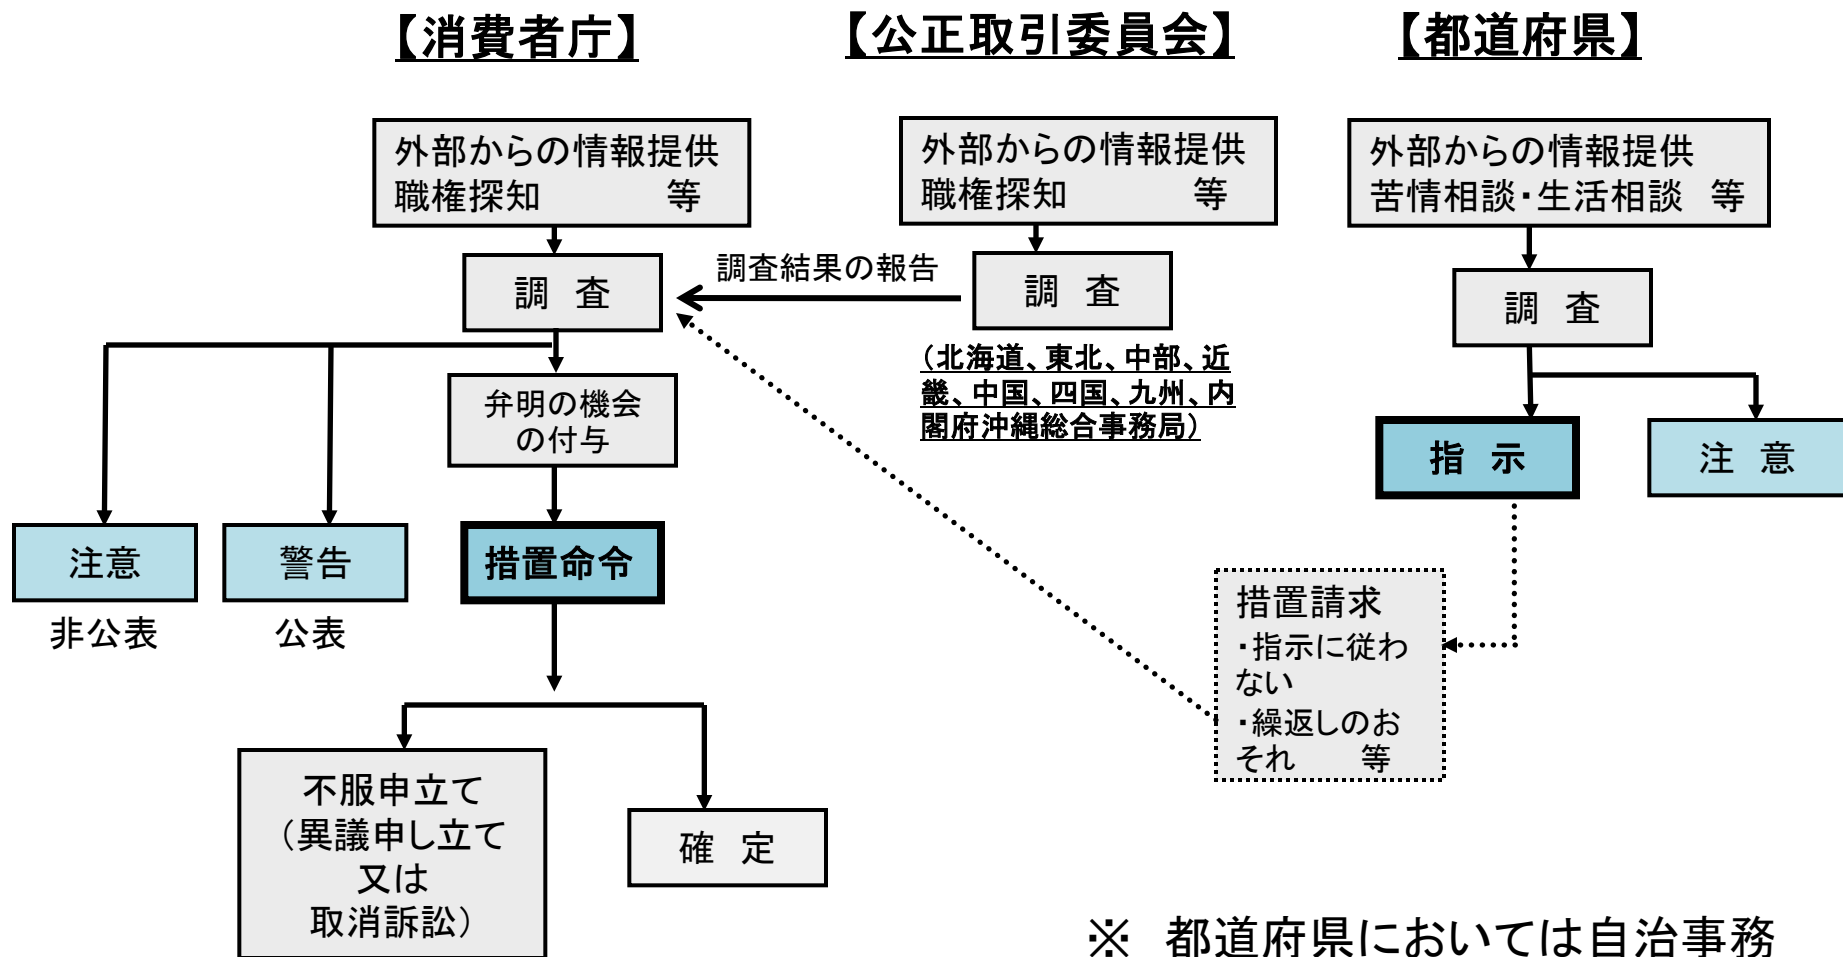 【消費者庁】
【公正取引委員会】
【都道府県】
外部からの情報提供
職権探知 等
外部からの情報提供
職権探知 等
外部からの情報提供
苦情相談・生活相談 等
調 査
調査結果の報告
調 査
調 査
（北海道、東北、中部、近
畿、中国、四国、九州、内
閣府沖縄総合事務局）
弁明の機会
の付与
指 示
注 意
注意
警告
措置命令
非公表
公表
措置請求
・指示に従わ
ない
・繰返しのお
それ 等
不服申立て
（異議申し立て
又は
取消訴訟）
確 定
※ 都道府県においては自治事務